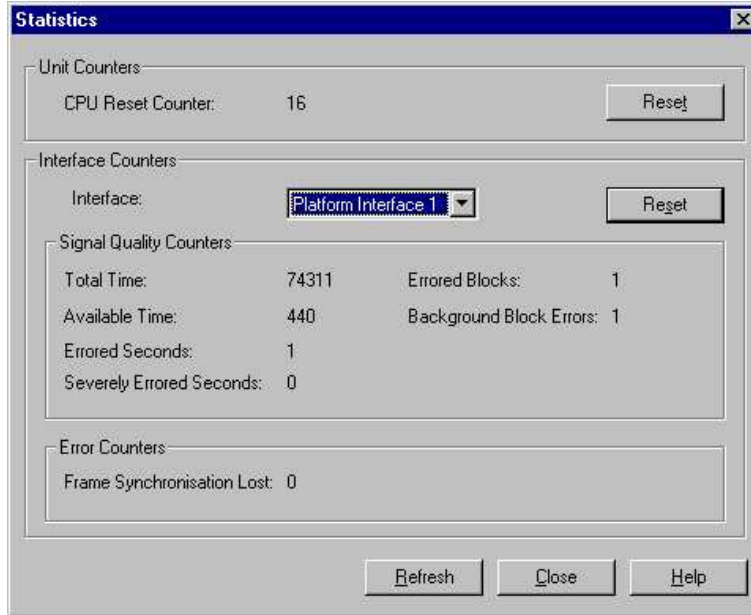 Statistics
Unit Counters
CPU Reset Counter: 16 Reset
Interface Counters
Interface: Platform Interface 1 Reset
Signal Quality Counters
Total Time: 74311 Errored Blocks: 1
Available Time: 440 Background Block Errors: 1
Errored Seconds: 1
Severely Errored Seconds: 0
Error Counters
Frame Synchronisation Lost: 0
Refresh Close Help